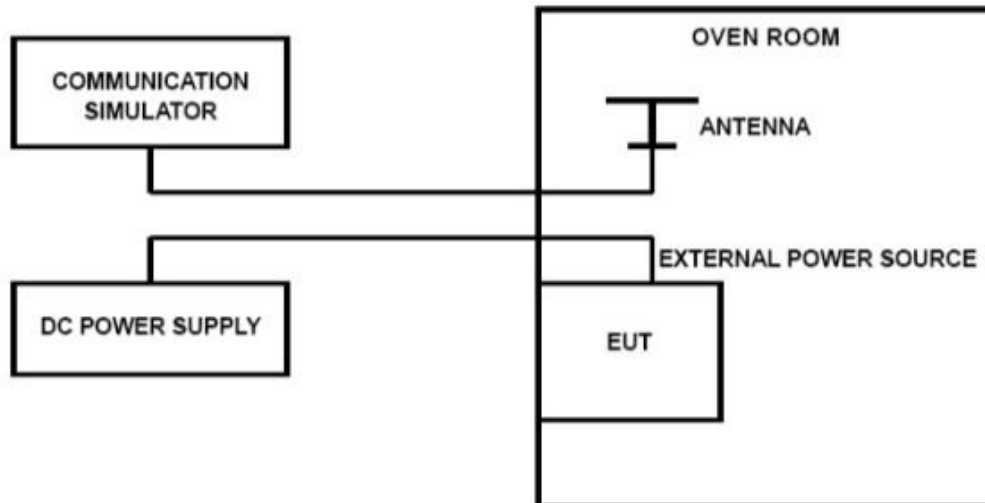 COMMUNICATION
SIMULATOR
OVEN ROOM
ANTENNA
EXTERNAL POWER SOURCE
DC POWER SUPPLY
EUT